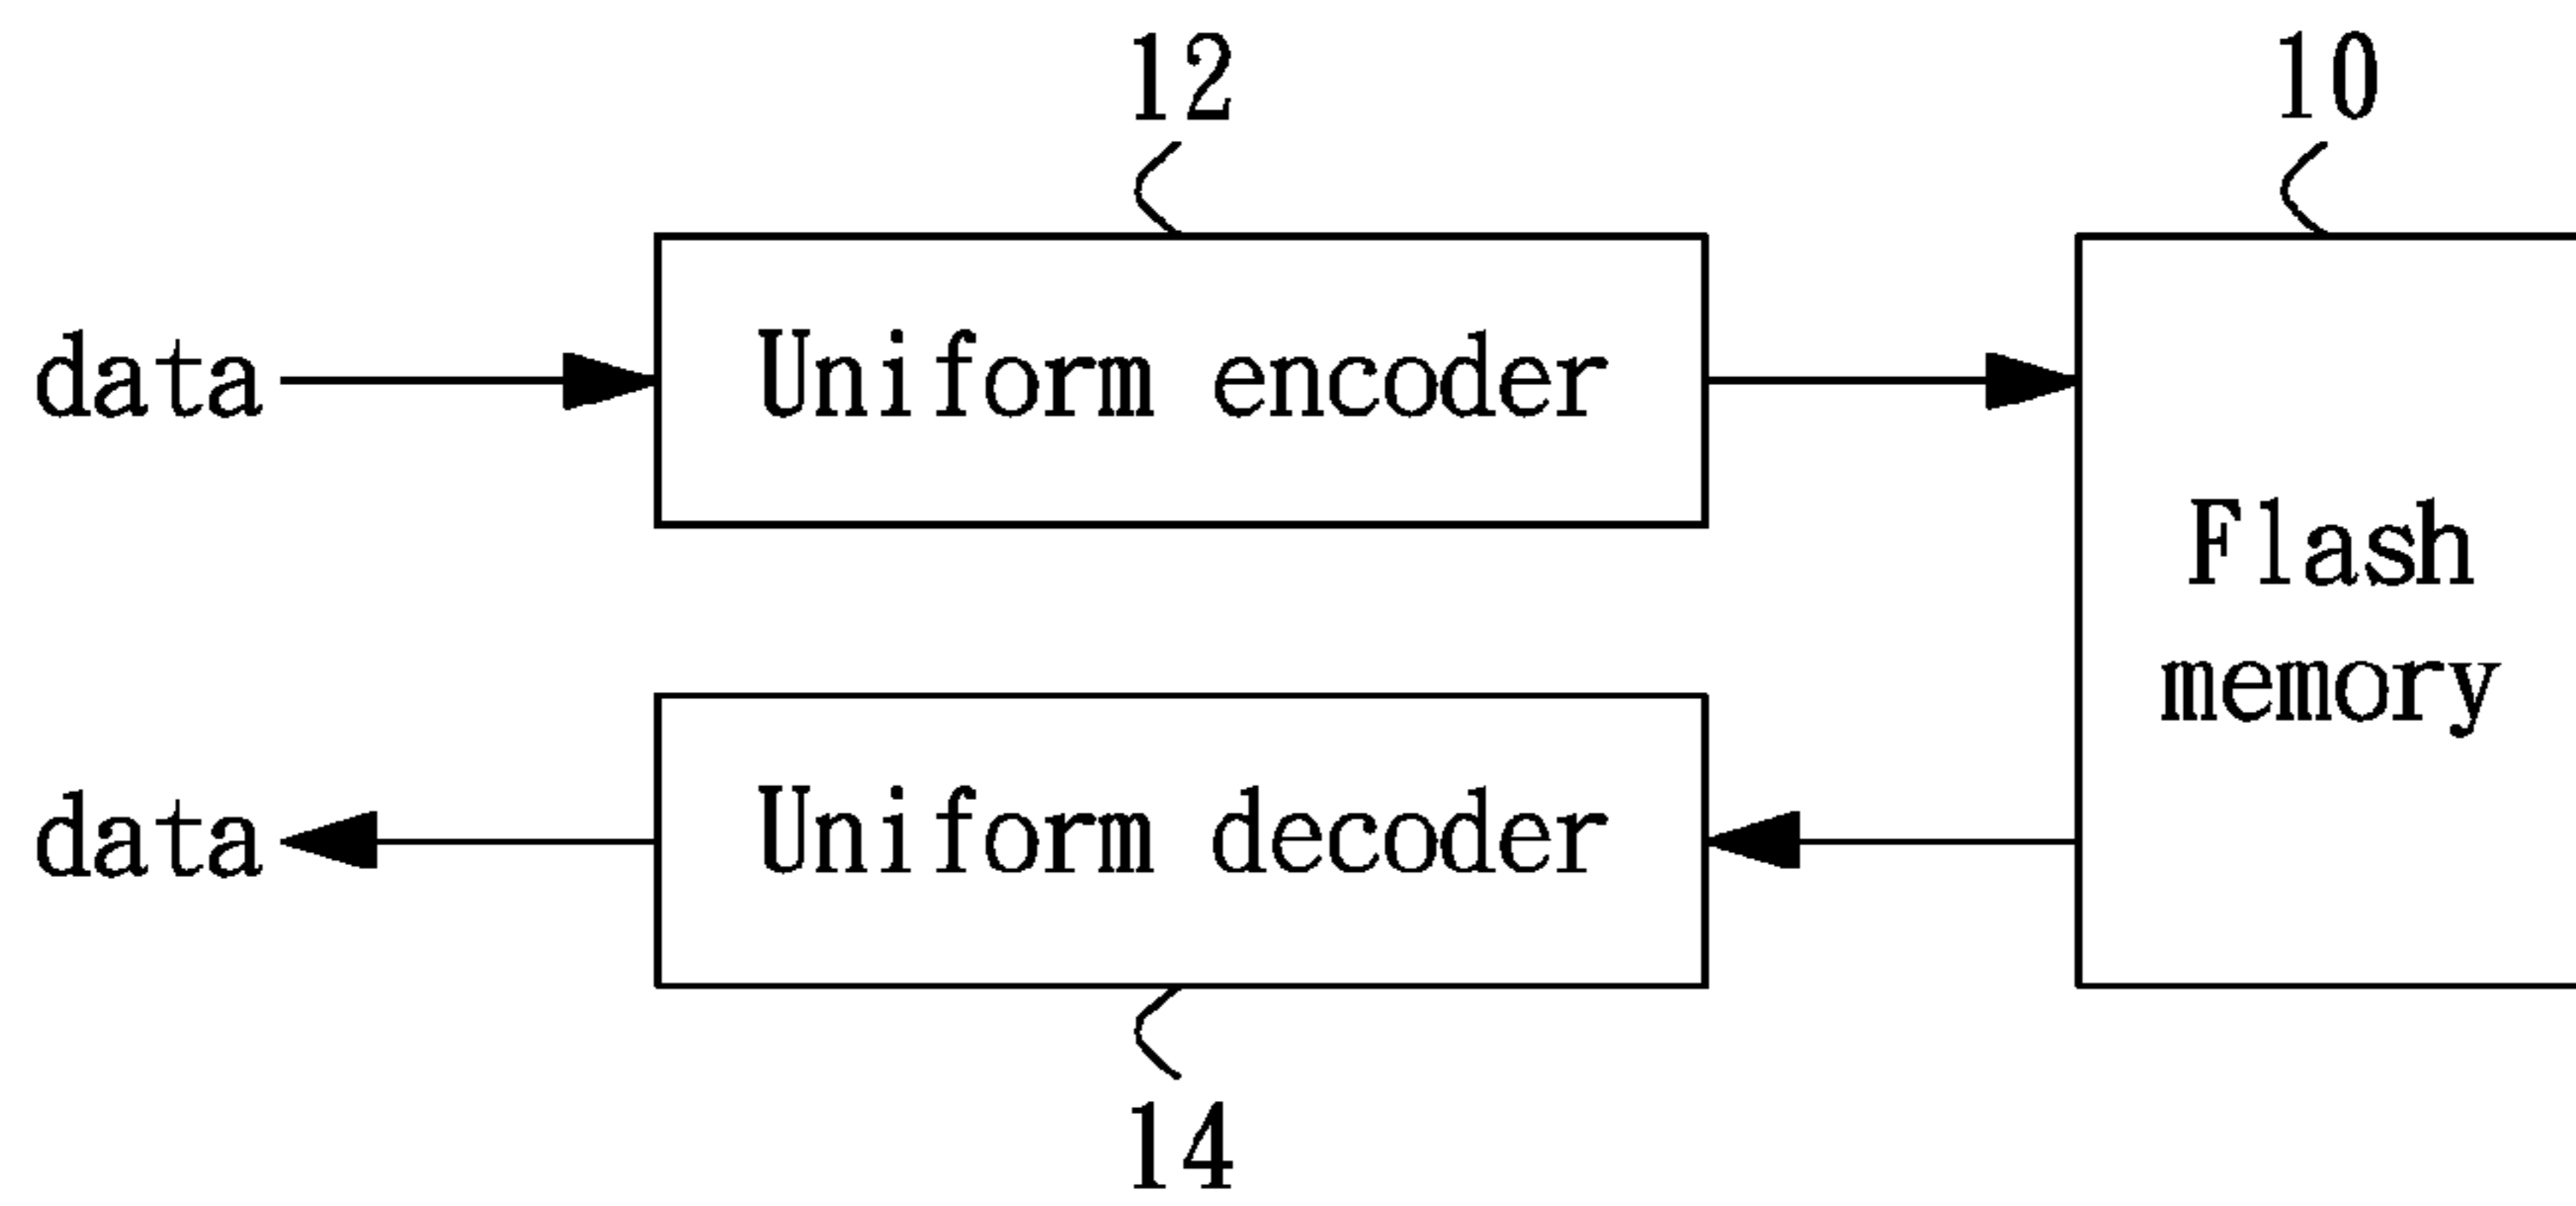 12
10
data
Uniform encoder
Flash
memory
data
Uniform decoder
14